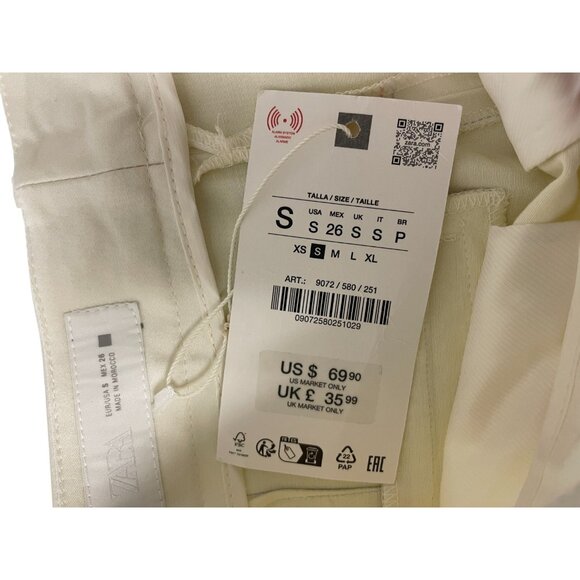 ALARM SYSTEM
ALARMADO
ALARME
zara.com
TALLA / SIZE / TAILLE
USA MEX UK IT BR
S S 26 S S P
XS S M L XL
ART.: 9072 / 580 / 251
09072580251029
US $ 69.90
US MARKET ONLY
UK £ 35.99
UK MARKET ONLY
FSC
22
PAP
EAC
ZARA
EUR/USA S MEX 26
MADE IN MOROCCO